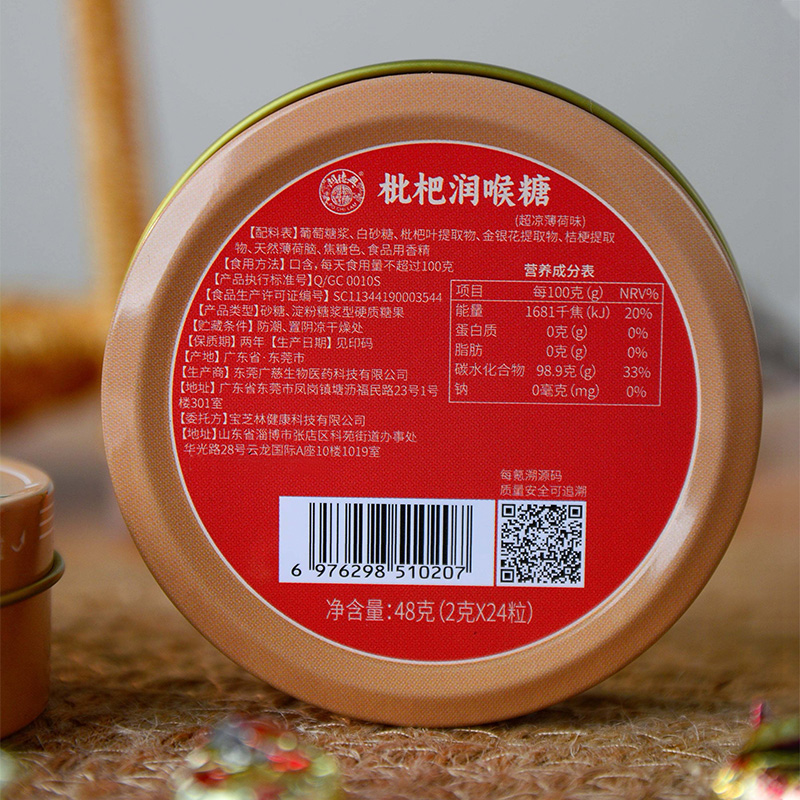 枇杷润喉糖
(超凉薄荷味)
【配料表】葡萄糖浆、白砂糖、枇杷叶提取物、金银花提取物、桔梗提取
物、天然薄荷脑、焦糖色、食品用香精
【食用方法】口含，每天食用量不超过100克
【产品执行标准号】Q/GC 0010S
【食品生产许可证编号】SC11344190003544
【产品类型】砂糖、淀粉糖浆型硬质糖果
【贮藏条件】防潮、置阴凉干燥处
【保质期】两年【生产日期】见印码
【产地】广东省·东莞市
【生产商】东莞广慈生物医药科技有限公司
【地址】广东省东莞市凤岗镇塘沥福民路23号1号
楼301室
【委托方】宝芝林健康科技有限公司
【地址】山东省淄博市张店区科苑街道办事处
华光路28号云龙国际A座10楼1019室
营养成分表
项目 每100克(g) NRV%
能量 1681千焦(kJ) 20%
蛋白质 0克(g) 0%
脂肪 0克(g) 0%
碳水化合物 98.9克(g) 33%
钠 0毫克(mg) 0%
每氪溯源码
质量安全可追溯
6 976298 510207
净含量:48克(2克X24粒)